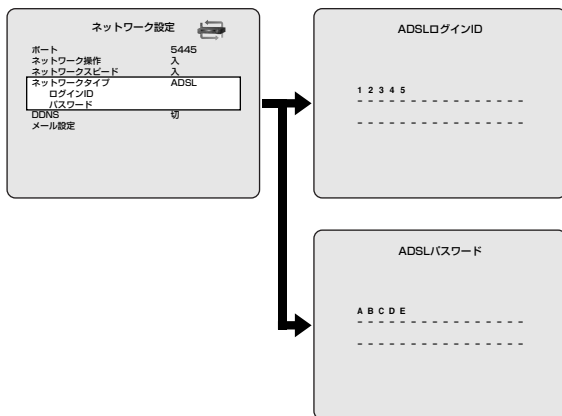 ネットワーク設定
ポート 5445
ネットワーク操作 入
ネットワークスピード 入
ネットワークタイプ ADSL
ログインID
パスワード
DDNS 切
メール設定
ADSLログインID
1 2 3 4 5
ADSLパスワード
A B C D E